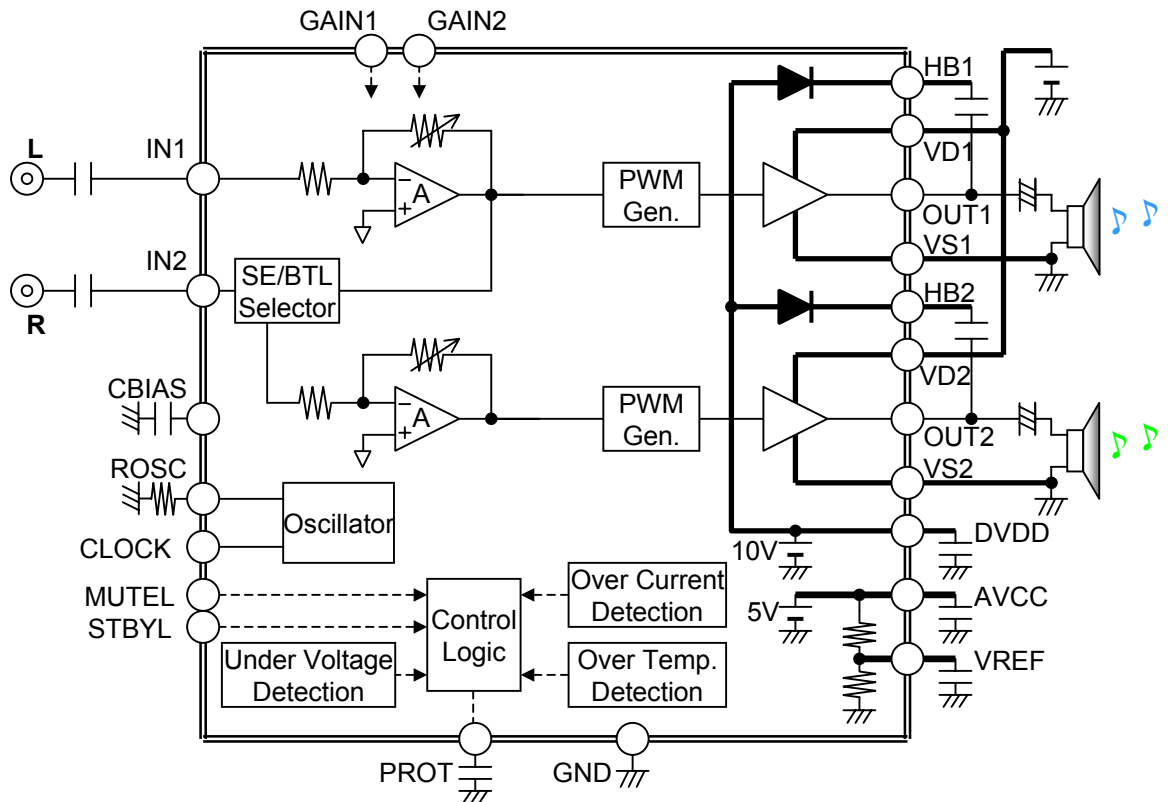 GAIN1
GAIN2
HB1
L
IN1
A
−
+
PWM
Gen.
VD1
OUT1
VS1
IN2
SE/BTL
Selector
R
HB2
VD2
CBIAS
A
−
+
PWM
Gen.
OUT2
VS2
ROSC
Oscillator
CLOCK
10V
DVDD
MUTEL
STBYL
Control
Logic
Over Current
Detection
5V
AVCC
Under Voltage
Detection
Over Temp.
Detection
VREF
PROT
GND